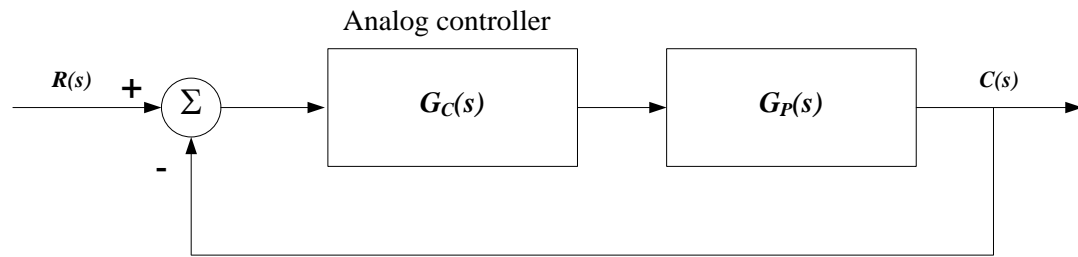 Analog controller
R(s)
+
Σ
G_C(s)
G_P(s)
C(s)
-